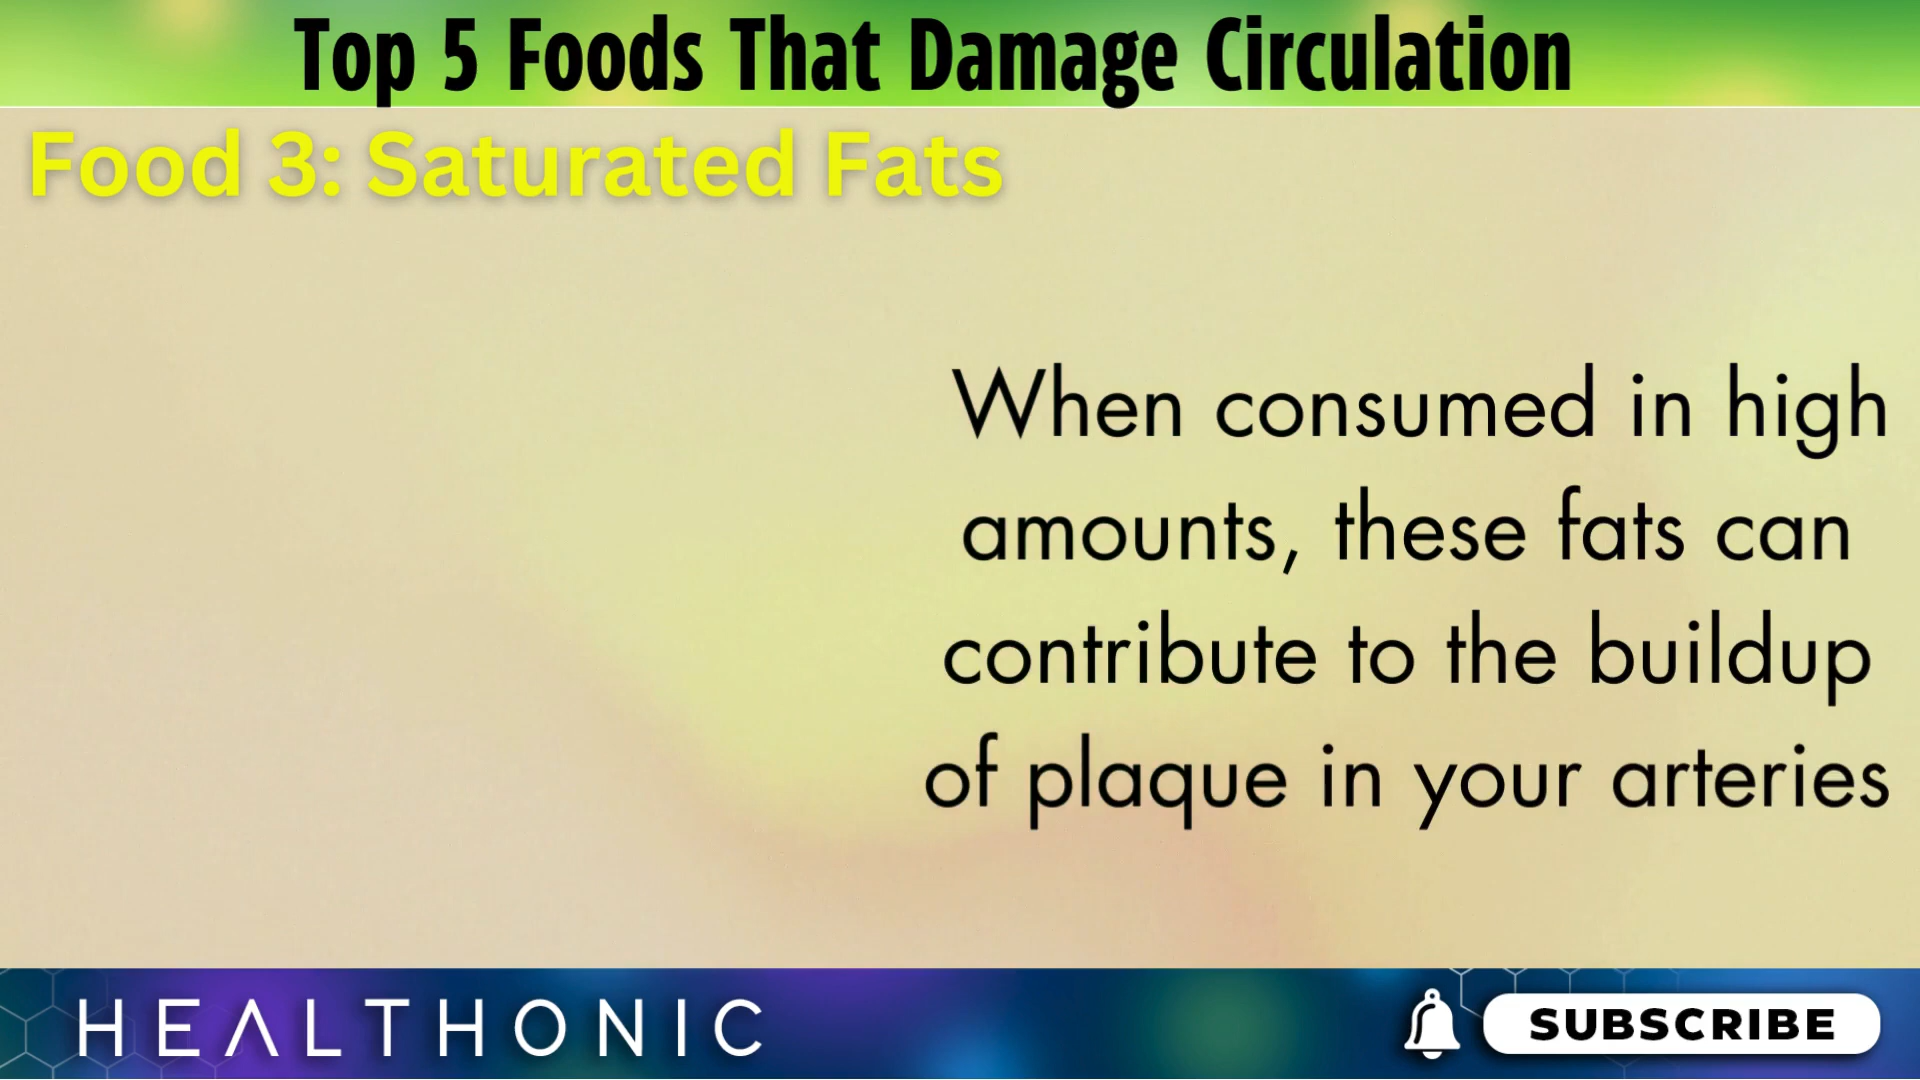 Top 5 Foods That Damage Circulation
Food 3: Saturated Fats
When consumed in high
amounts, these fats can
contribute to the buildup
of plaque in your arteries
HEALTHONIC
SUBSCRIBE